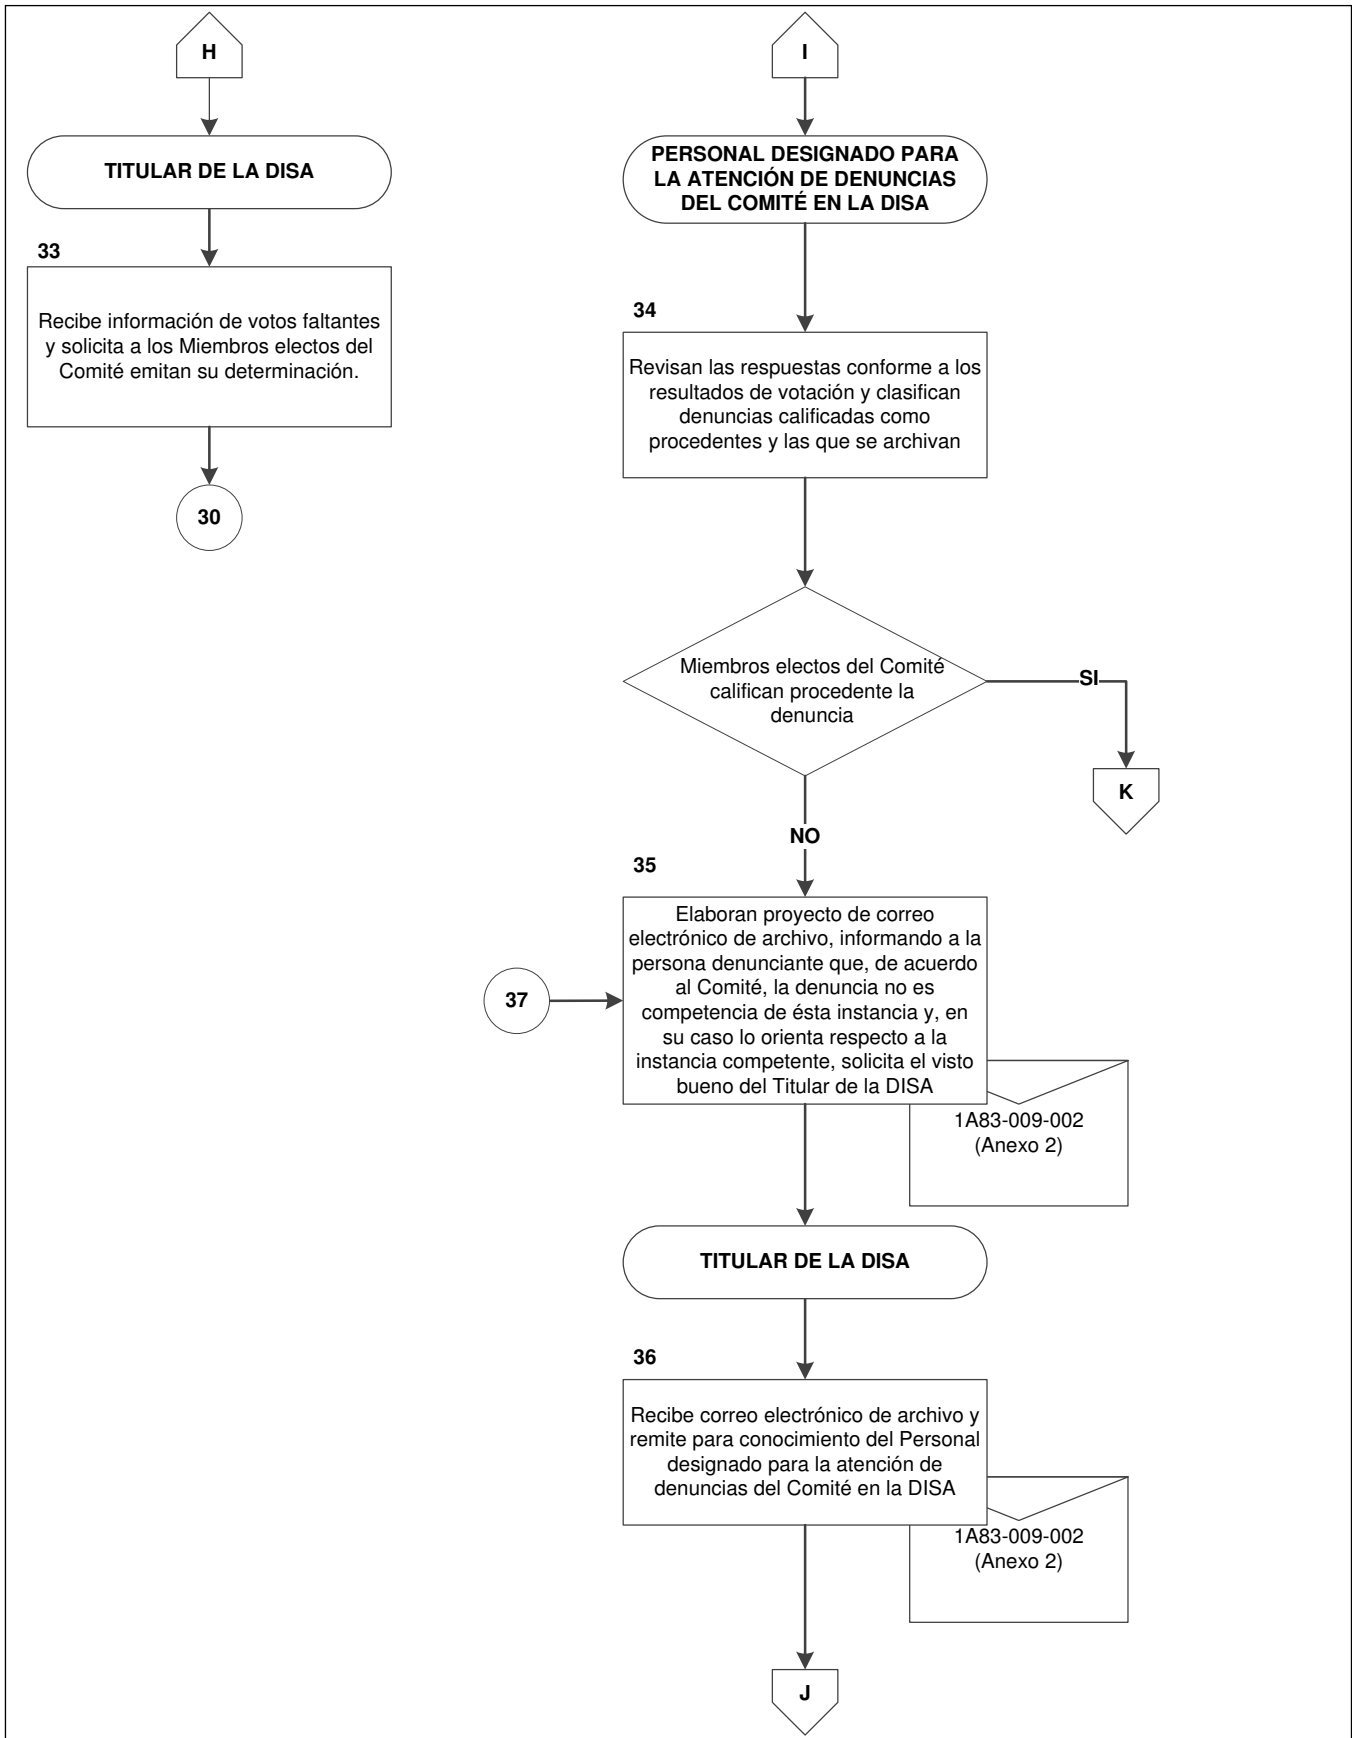 H
TITULAR DE LA DISA
33
Recibe información de votos faltantes
y solicita a los Miembros electos del
Comité emitan su determinación.
30
I
PERSONAL DESIGNADO PARA
LA ATENCIÓN DE DENUNCIAS
DEL COMITÉ EN LA DISA
34
Revisan las respuestas conforme a los
resultados de votación y clasifican
denuncias calificadas como
procedentes y las que se archivan
Miembros electos del Comité
califican procedente la
denuncia
SI
K
NO
35
Elaboran proyecto de correo
electrónico de archivo, informando a la
persona denunciante que, de acuerdo
al Comité, la denuncia no es
competencia de ésta instancia y, en
su caso lo orienta respecto a la
instancia competente, solicita el visto
bueno del Titular de la DISA
37
1A83-009-002
(Anexo 2)
TITULAR DE LA DISA
36
Recibe correo electrónico de archivo y
remite para conocimiento del Personal
designado para la atención de
denuncias del Comité en la DISA
1A83-009-002
(Anexo 2)
J